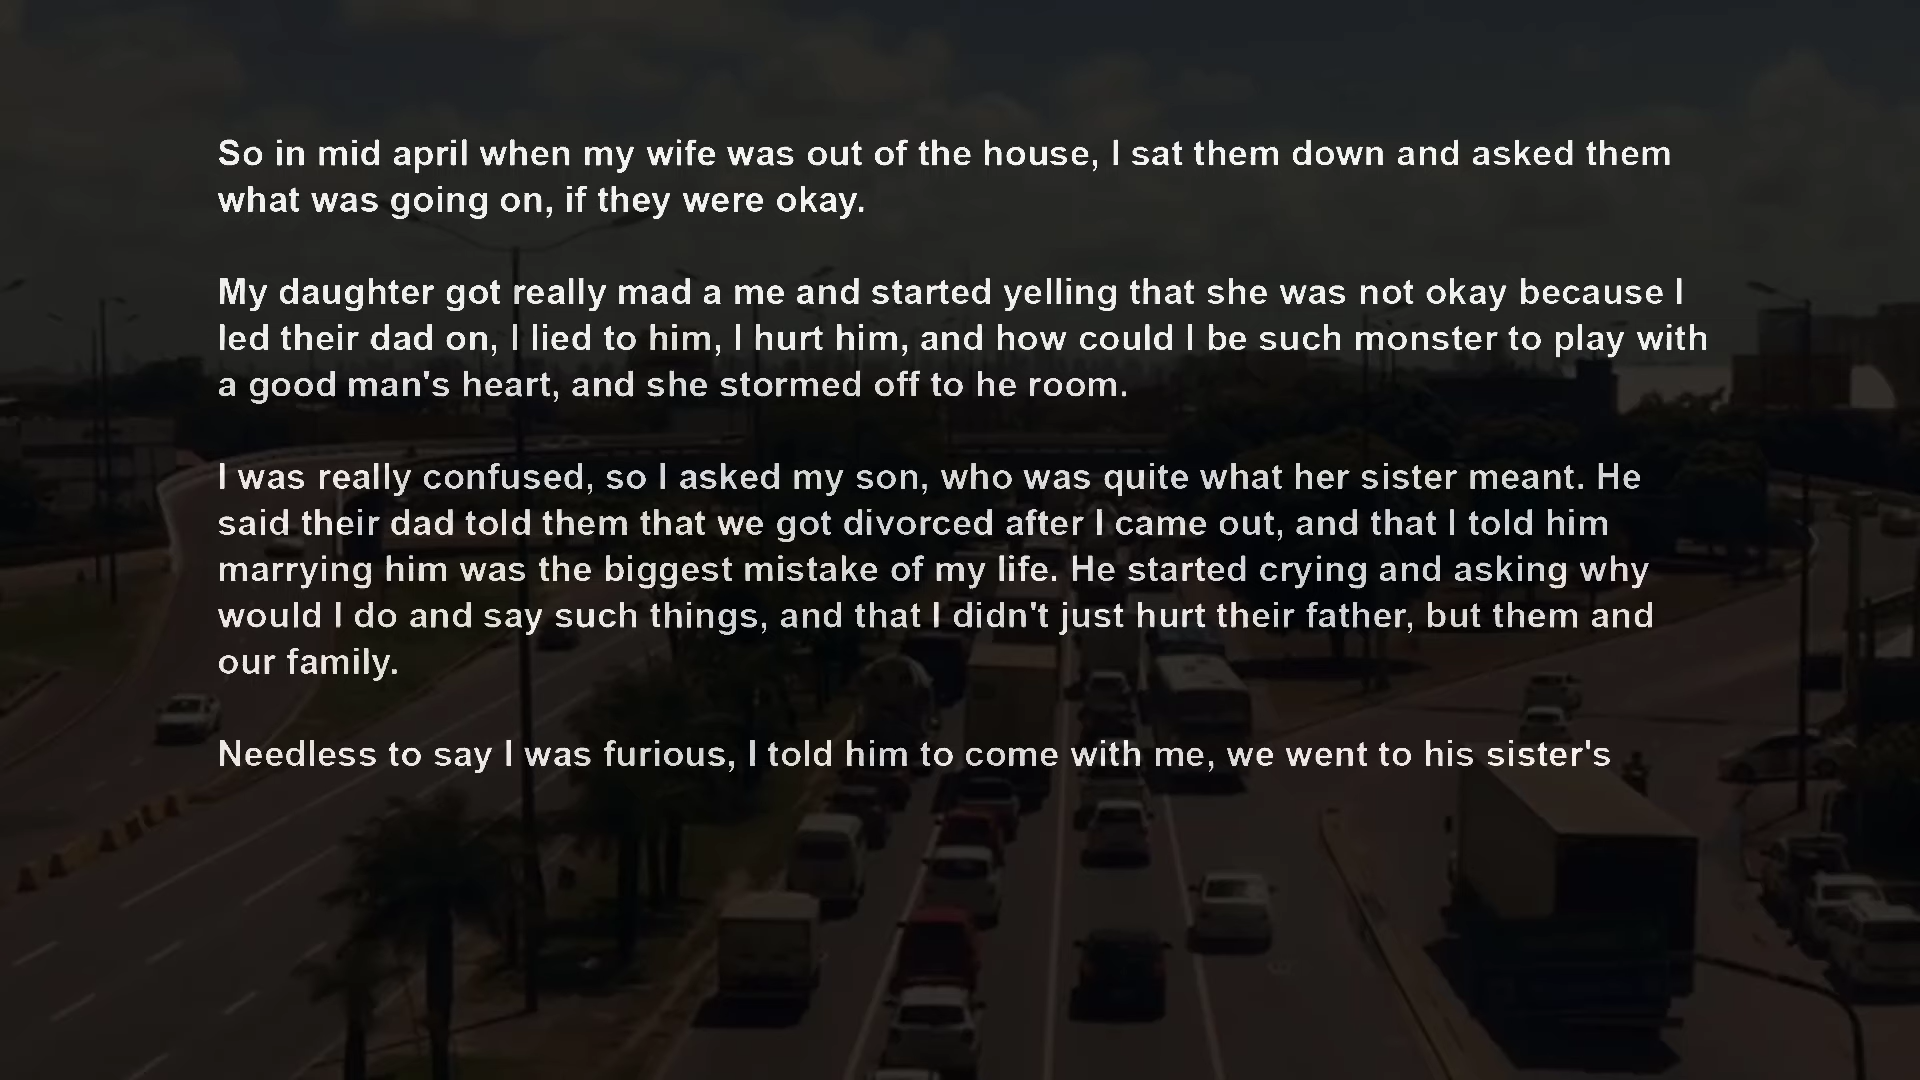 So in mid april when my wife was out of the house, I sat them down and asked them
what was going on, if they were okay.
My daughter got really mad a me and started yelling that she was not okay because I
led their dad on, I lied to him, I hurt him, and how could I be such monster to play with
a good man's heart, and she stormed off to he room.
I was really confused, so I asked my son, who was quite what her sister meant. He
said their dad told them that we got divorced after I came out, and that I told him
marrying him was the biggest mistake of my life. He started crying and asking why
would I do and say such things, and that I didn't just hurt their father, but them and
our family.
Needless to say I was furious, I told him to come with me, we went to his sister's